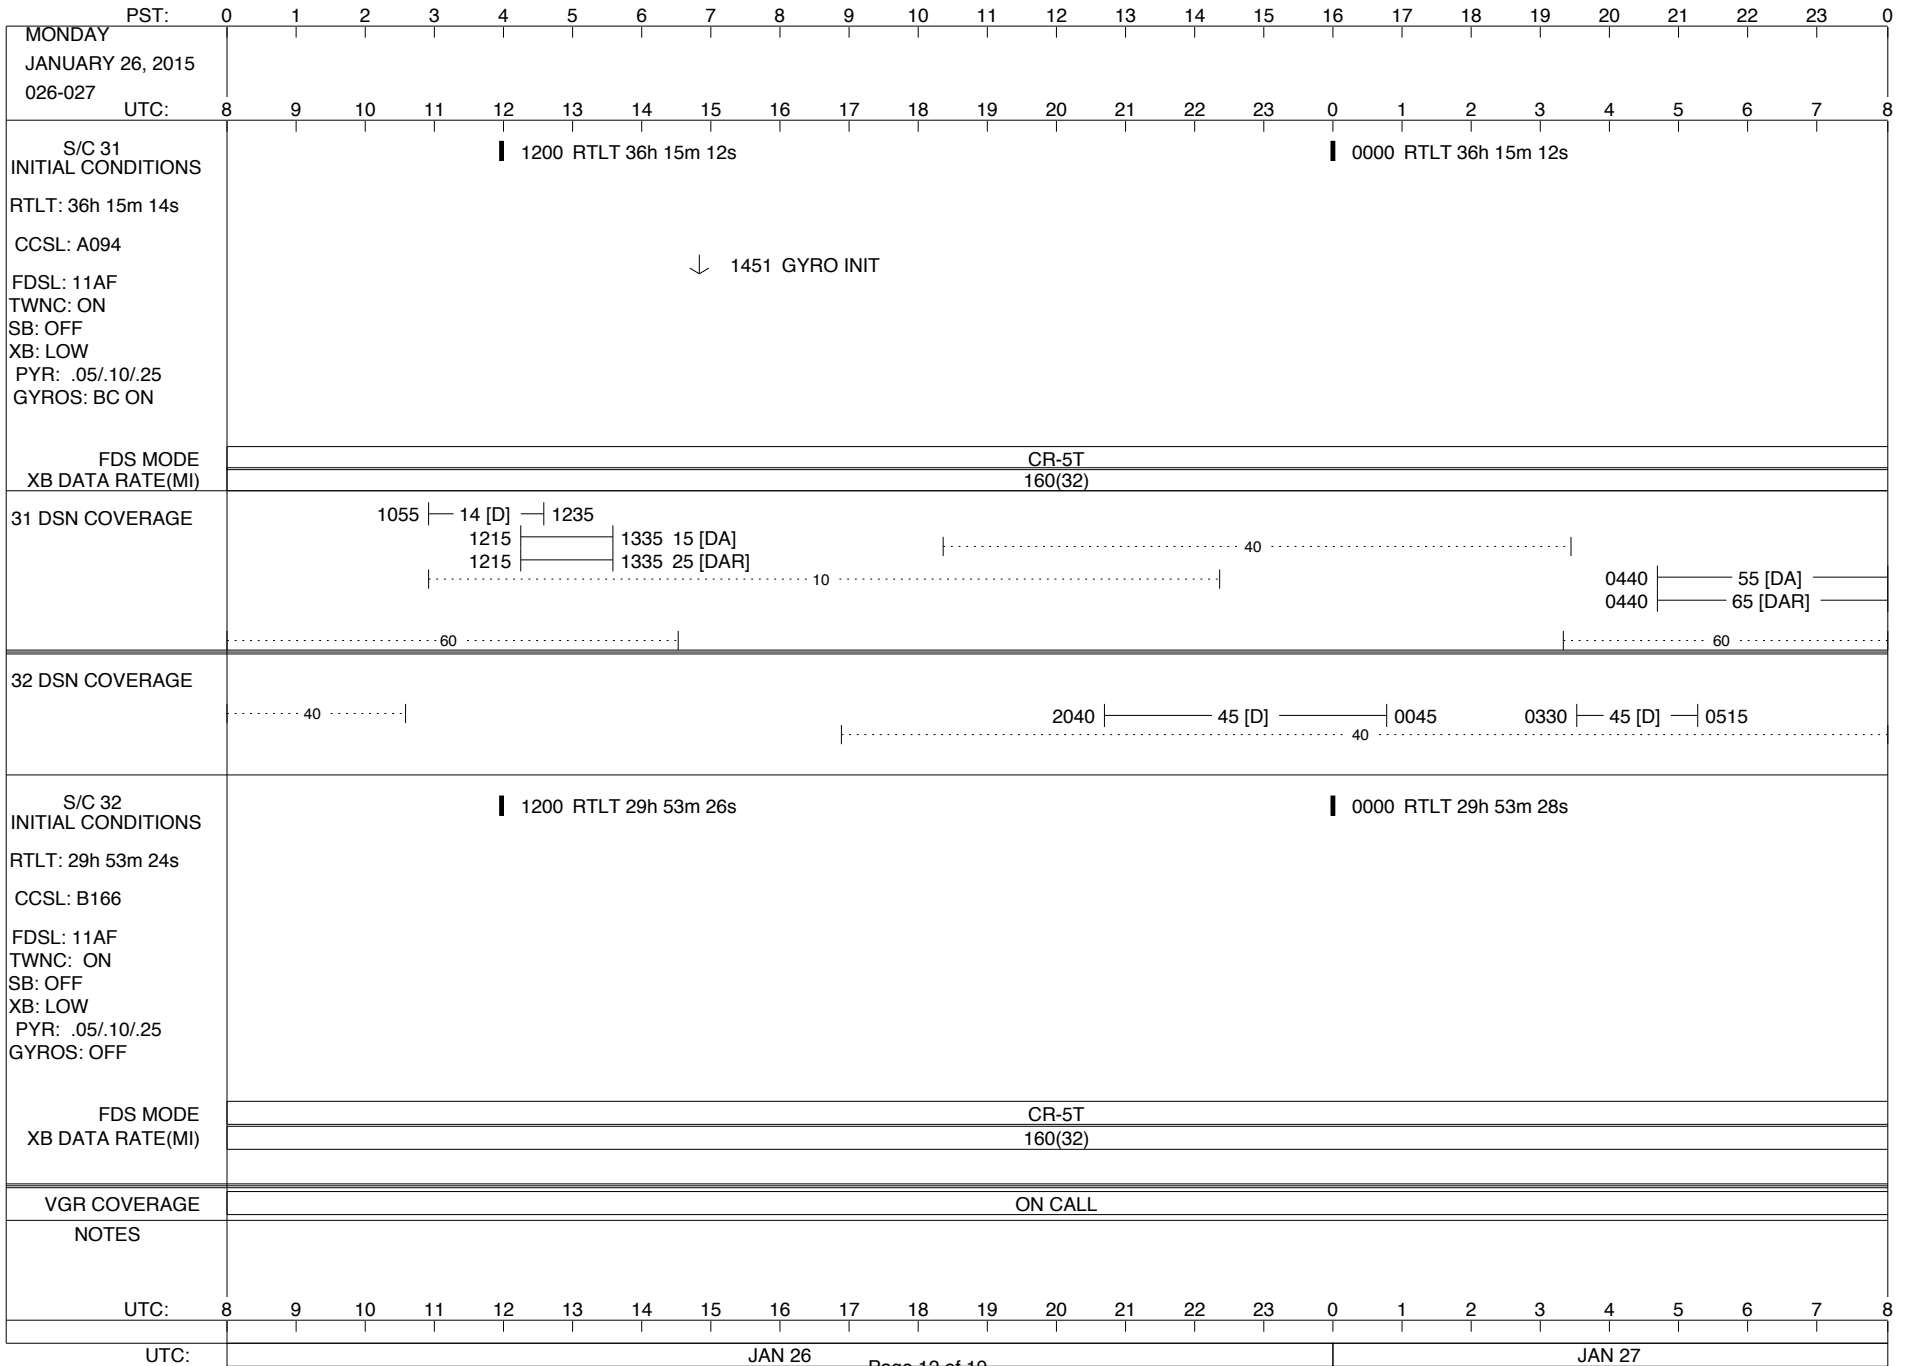 PST: 0 1 2 3 4 5 6 7 8 9 10 11 12 13 14 15 16 17 18 19 20 21 22 23 0
MONDAY
JANUARY 26, 2015
026-027
UTC: 8 9 10 11 12 13 14 15 16 17 18 19 20 21 22 23 0 1 2 3 4 5 6 7 8
S/C 31
INITIAL CONDITIONS
1200 RTLT 36h 15m 12s
0000 RTLT 36h 15m 12s
RTLT: 36h 15m 14s
CCSL: A094
1451 GYRO INIT
FDSL: 11AF
TWNC: ON
SB: OFF
XB: LOW
PYR: .05/.10/.25
GYROS: BC ON
FDS MODE CR-5T
XB DATA RATE(MI) 160(32)
31 DSN COVERAGE
1055 14 [D] 1235
1215 1335 15 [DA]
40
1215 1335 25 [DAR]
10
0440 55 [DA]
0440 65 [DAR]
60 60
32 DSN COVERAGE
40
2040 45 [D] 0045
0330 45 [D] 0515
40
S/C 32
INITIAL CONDITIONS
1200 RTLT 29h 53m 26s
0000 RTLT 29h 53m 28s
RTLT: 29h 53m 24s
CCSL: B166
FDSL: 11AF
TWNC: ON
SB: OFF
XB: LOW
PYR: .05/.10/.25
GYROS: OFF
FDS MODE CR-5T
XB DATA RATE(MI) 160(32)
VGR COVERAGE ON CALL
NOTES
UTC: 8 9 10 11 12 13 14 15 16 17 18 19 20 21 22 23 0 1 2 3 4 5 6 7 8
UTC: JAN 26 JAN 27
Page 12 of 19